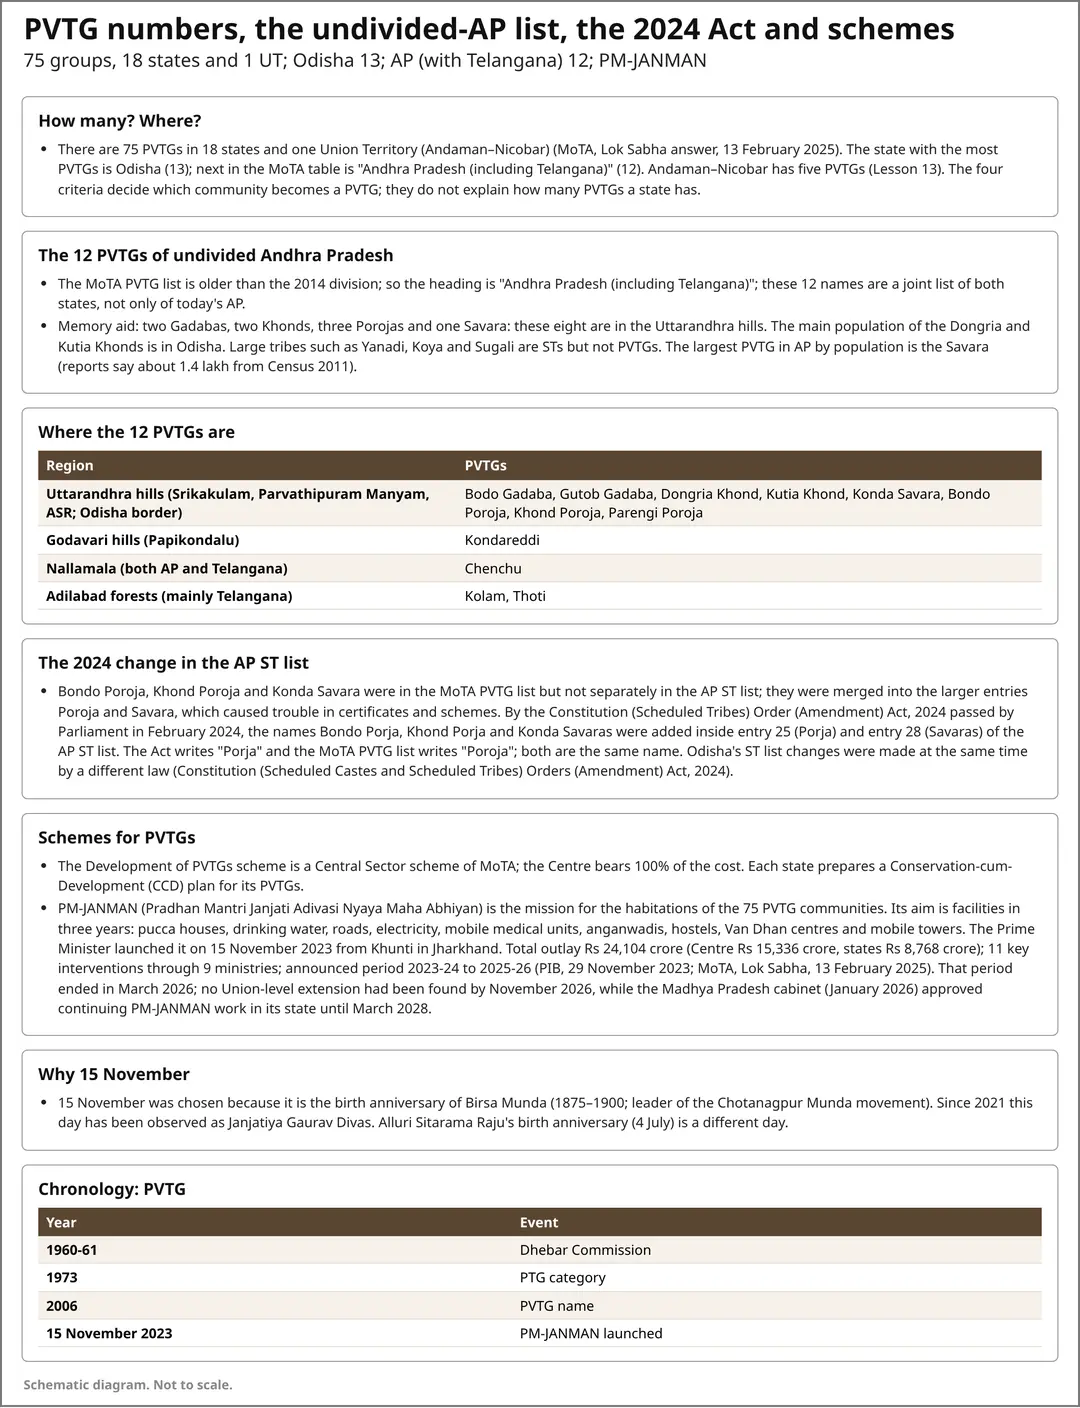 PVTG numbers, the undivided-AP list, the 2024 Act and schemes
75 groups, 18 states and 1 UT; Odisha 13; AP (with Telangana) 12; PM-JANMAN
How many? Where?
• There are 75 PVTGs in 18 states and one Union Territory (Andaman–Nicobar) (MoTA, Lok Sabha answer, 13 February 2025). The state with the most
PVTGs is Odisha (13); next in the MoTA table is "Andhra Pradesh (including Telangana)" (12). Andaman–Nicobar has five PVTGs (Lesson 13). The four
criteria decide which community becomes a PVTG; they do not explain how many PVTGs a state has.
The 12 PVTGs of undivided Andhra Pradesh
• The MoTA PVTG list is older than the 2014 division; so the heading is "Andhra Pradesh (including Telangana)"; these 12 names are a joint list of both
states, not only of today's AP.
• Memory aid: two Gadabas, two Khonds, three Porojas and one Savara: these eight are in the Uttarandhra hills. The main population of the Dongria and
Kutia Khonds is in Odisha. Large tribes such as Yanadi, Koya and Sugali are STs but not PVTGs. The largest PVTG in AP by population is the Savara
(reports say about 1.4 lakh from Census 2011).
Where the 12 PVTGs are
Region PVTGs
Uttarandhra hills (Srikakulam, Parvathipuram Manyam, Bodo Gadaba, Gutob Gadaba, Dongria Khond, Kutia Khond, Konda Savara, Bondo
ASR; Odisha border) Poroja, Khond Poroja, Parengi Poroja
Godavari hills (Papikondalu) Kondareddi
Nallamala (both AP and Telangana) Chenchu
Adilabad forests (mainly Telangana) Kolam, Thoti
The 2024 change in the AP ST list
• Bondo Poroja, Khond Poroja and Konda Savara were in the MoTA PVTG list but not separately in the AP ST list; they were merged into the larger entries
Poroja and Savara, which caused trouble in certificates and schemes. By the Constitution (Scheduled Tribes) Order (Amendment) Act, 2024 passed by
Parliament in February 2024, the names Bondo Porja, Khond Porja and Konda Savaras were added inside entry 25 (Porja) and entry 28 (Savaras) of the
AP ST list. The Act writes "Porja" and the MoTA PVTG list writes "Poroja"; both are the same name. Odisha's ST list changes were made at the same time
by a different law (Constitution (Scheduled Castes and Scheduled Tribes) Orders (Amendment) Act, 2024).
Schemes for PVTGs
• The Development of PVTGs scheme is a Central Sector scheme of MoTA; the Centre bears 100% of the cost. Each state prepares a Conservation-cum-
Development (CCD) plan for its PVTGs.
• PM-JANMAN (Pradhan Mantri Janjati Adivasi Nyaya Maha Abhiyan) is the mission for the habitations of the 75 PVTG communities. Its aim is facilities in
three years: pucca houses, drinking water, roads, electricity, mobile medical units, anganwadis, hostels, Van Dhan centres and mobile towers. The Prime
Minister launched it on 15 November 2023 from Khunti in Jharkhand. Total outlay Rs 24,104 crore (Centre Rs 15,336 crore, states Rs 8,768 crore); 11 key
interventions through 9 ministries; announced period 2023-24 to 2025-26 (PIB, 29 November 2023; MoTA, Lok Sabha, 13 February 2025). That period
ended in March 2026; no Union-level extension had been found by November 2026, while the Madhya Pradesh cabinet (January 2026) approved
continuing PM-JANMAN work in its state until March 2028.
Why 15 November
• 15 November was chosen because it is the birth anniversary of Birsa Munda (1875–1900; leader of the Chotanagpur Munda movement). Since 2021 this
day has been observed as Janjatiya Gaurav Divas. Alluri Sitarama Raju's birth anniversary (4 July) is a different day.
Chronology: PVTG
Year Event
1960-61 Dhebar Commission
1973 PTG category
2006 PVTG name
15 November 2023 PM-JANMAN launched
Schematic diagram. Not to scale.